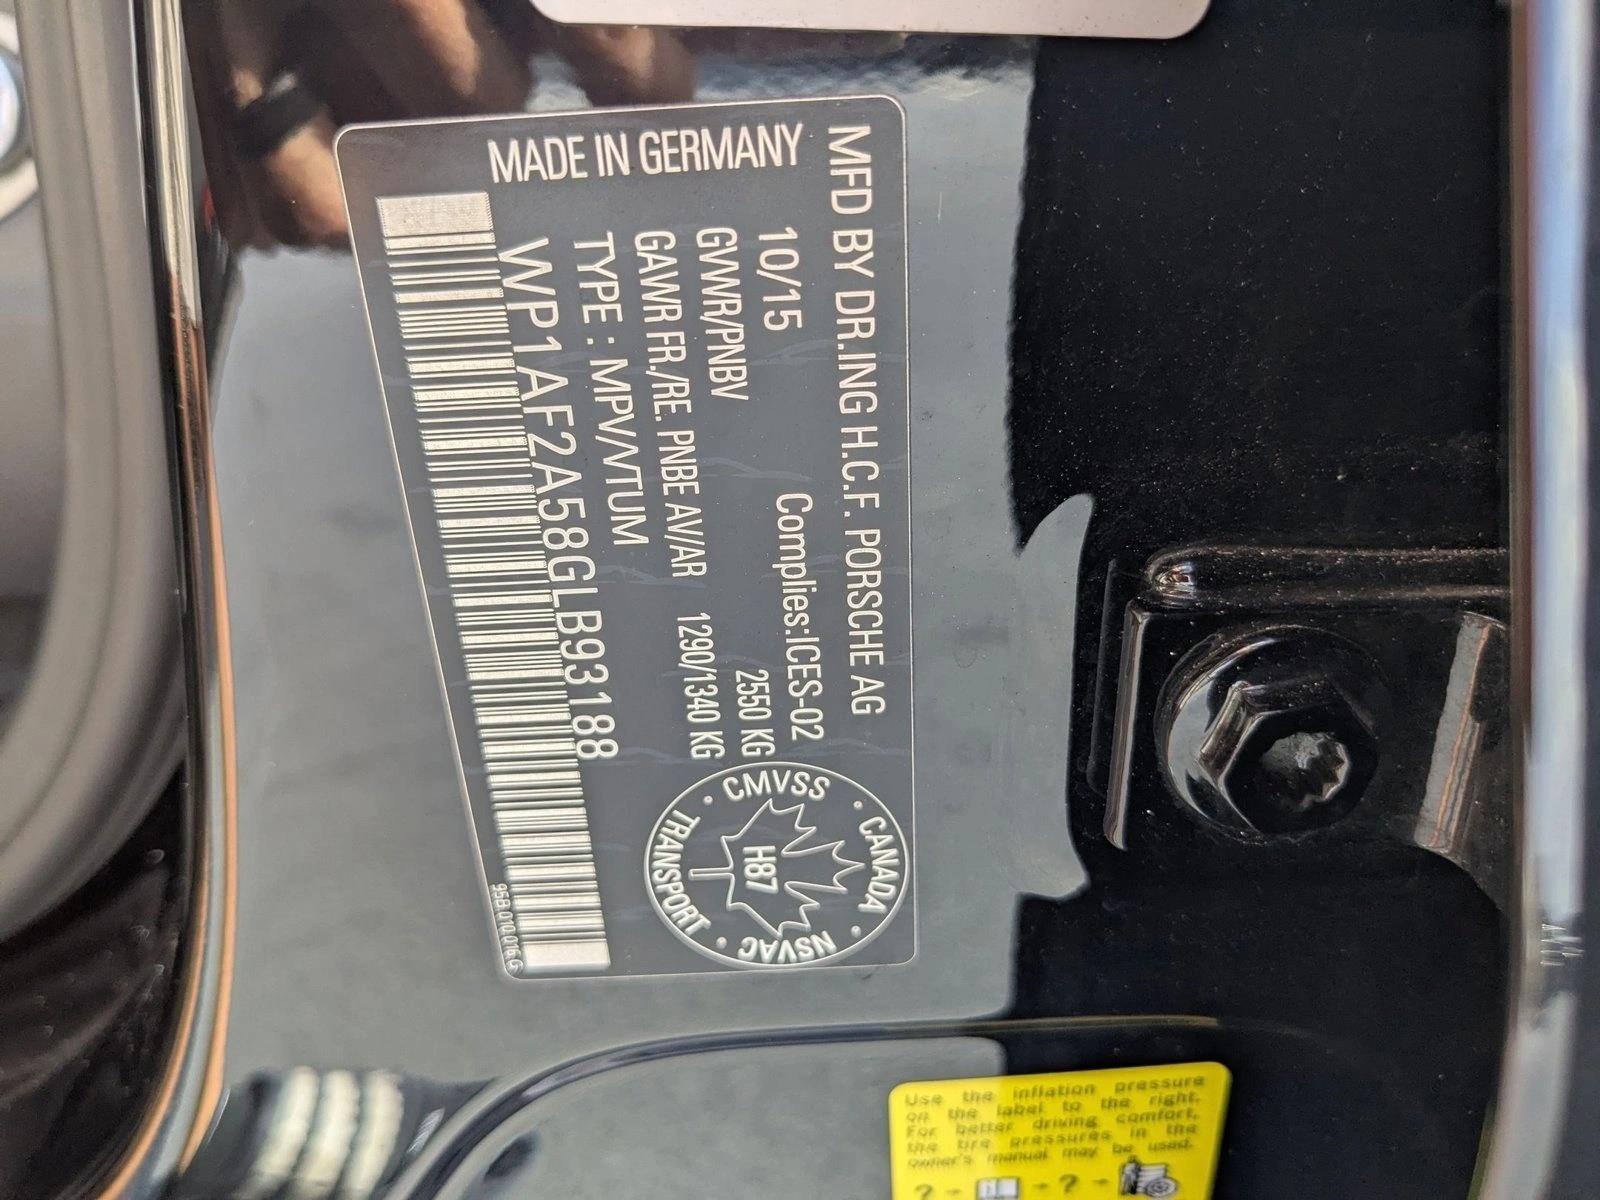 MFD BY DR.ING H.C.F. PORSCHE AG
10/15 Complies:ICES-02
GVWR/PNBV 2550 KG
GAWR FR./RE. PNBE AV/AR 1290/1340 KG
TYPE : MPV/VTUM
WP1AF2A58GLB93188
MADE IN GERMANY
CANADA
CMVSS
NSVAC
TRANSPORT
H87
95B.010.016.G
Use the inflation pressure
on the label to the right.
For better driving comfort,
the tire pressures in the
owner's manual may be used.
? - - ? -